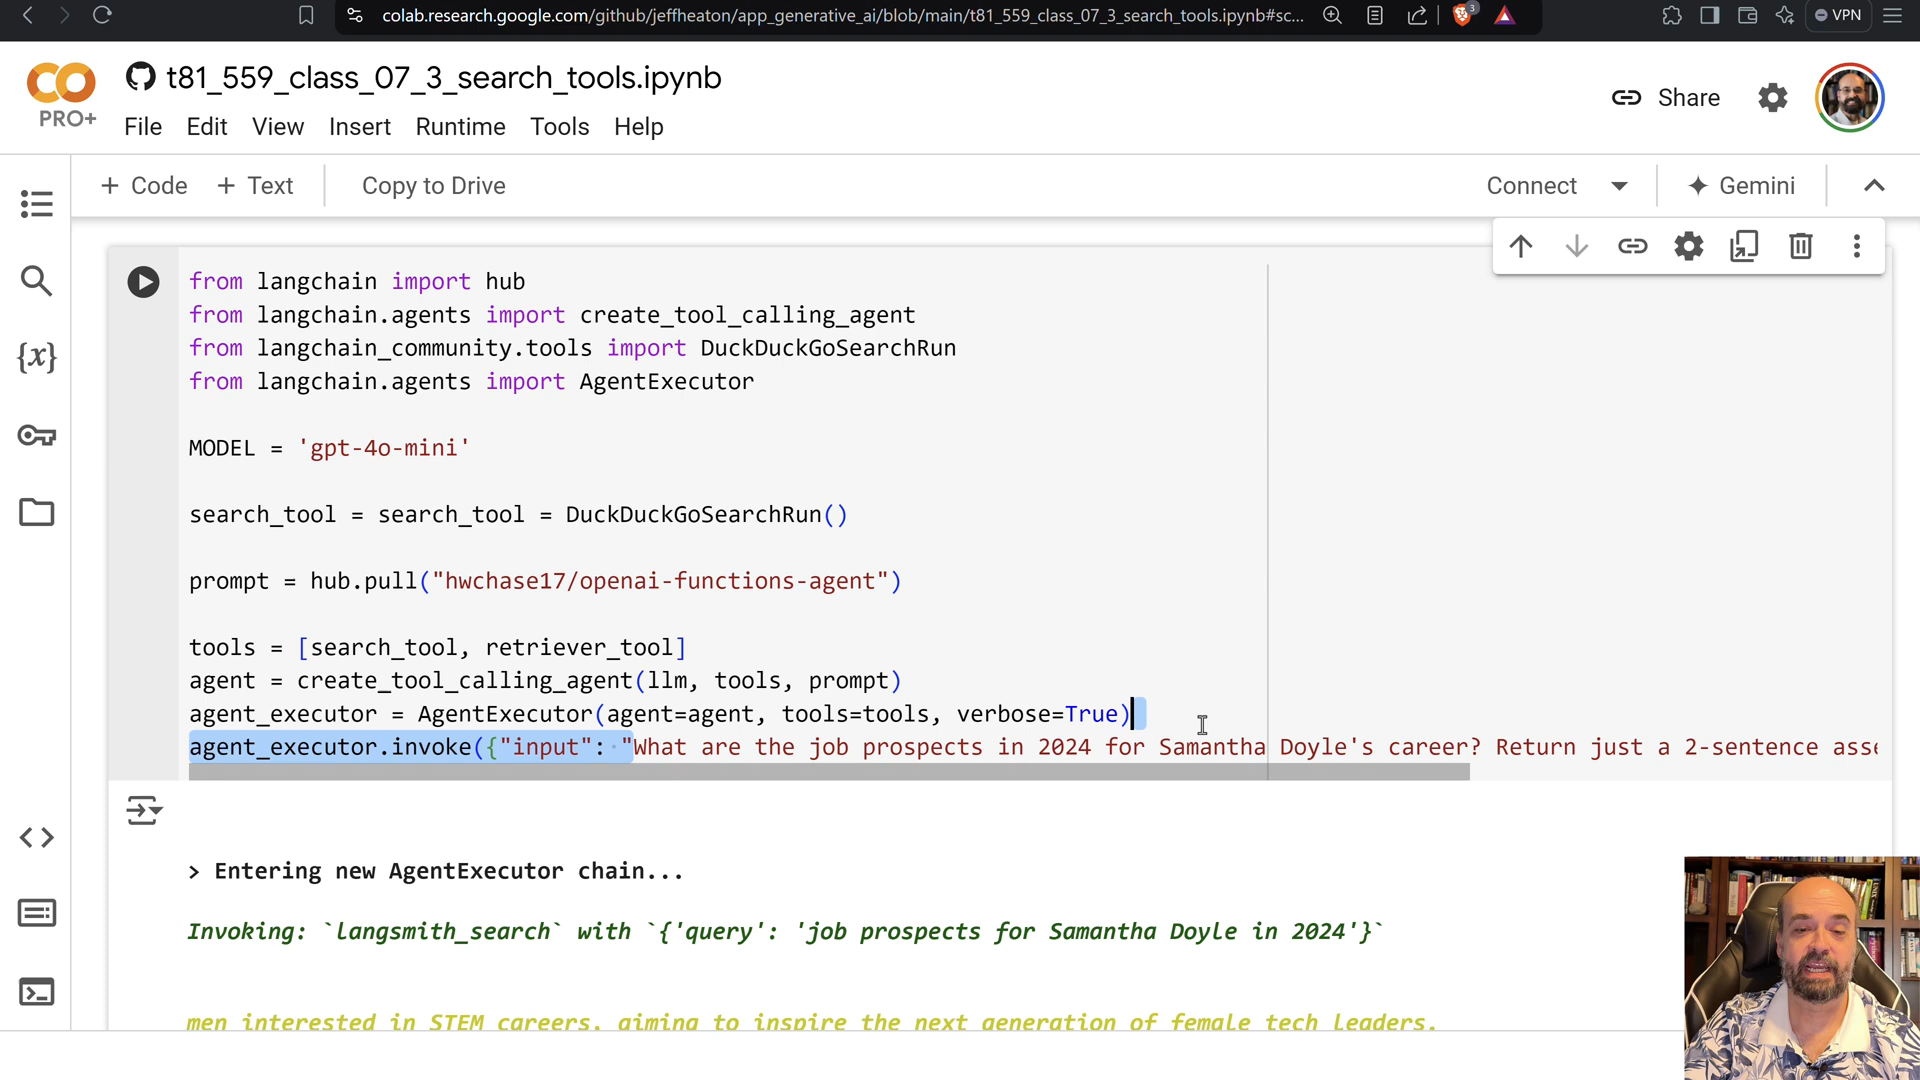 colab.research.google.com/github/jeffheaton/app_generative_ai/blob/main/t81_559_class_07_3_search_tools.ipynb#sc...
3
VPN
t81_559_class_07_3_search_tools.ipynb
PRO+
File Edit View Insert Runtime Tools Help
Share
+ Code + Text Copy to Drive
Connect
Gemini
{x}
from langchain import hub
from langchain.agents import create_tool_calling_agent
from langchain_community.tools import DuckDuckGoSearchRun
from langchain.agents import AgentExecutor
MODEL = 'gpt-4o-mini'
search_tool = search_tool = DuckDuckGoSearchRun()
prompt = hub.pull("hwchase17/openai-functions-agent")
tools = [search_tool, retriever_tool]
agent = create_tool_calling_agent(llm, tools, prompt)
agent_executor = AgentExecutor(agent=agent, tools=tools, verbose=True)
agent_executor.invoke({"input": "What are the job prospects in 2024 for Samantha Doyle's career? Return just a 2-sentence asse
> Entering new AgentExecutor chain...
Invoking: `langsmith_search` with `{'query': 'job prospects for Samantha Doyle in 2024'}`
men interested in STEM careers, aiming to inspire the next generation of female tech leaders.